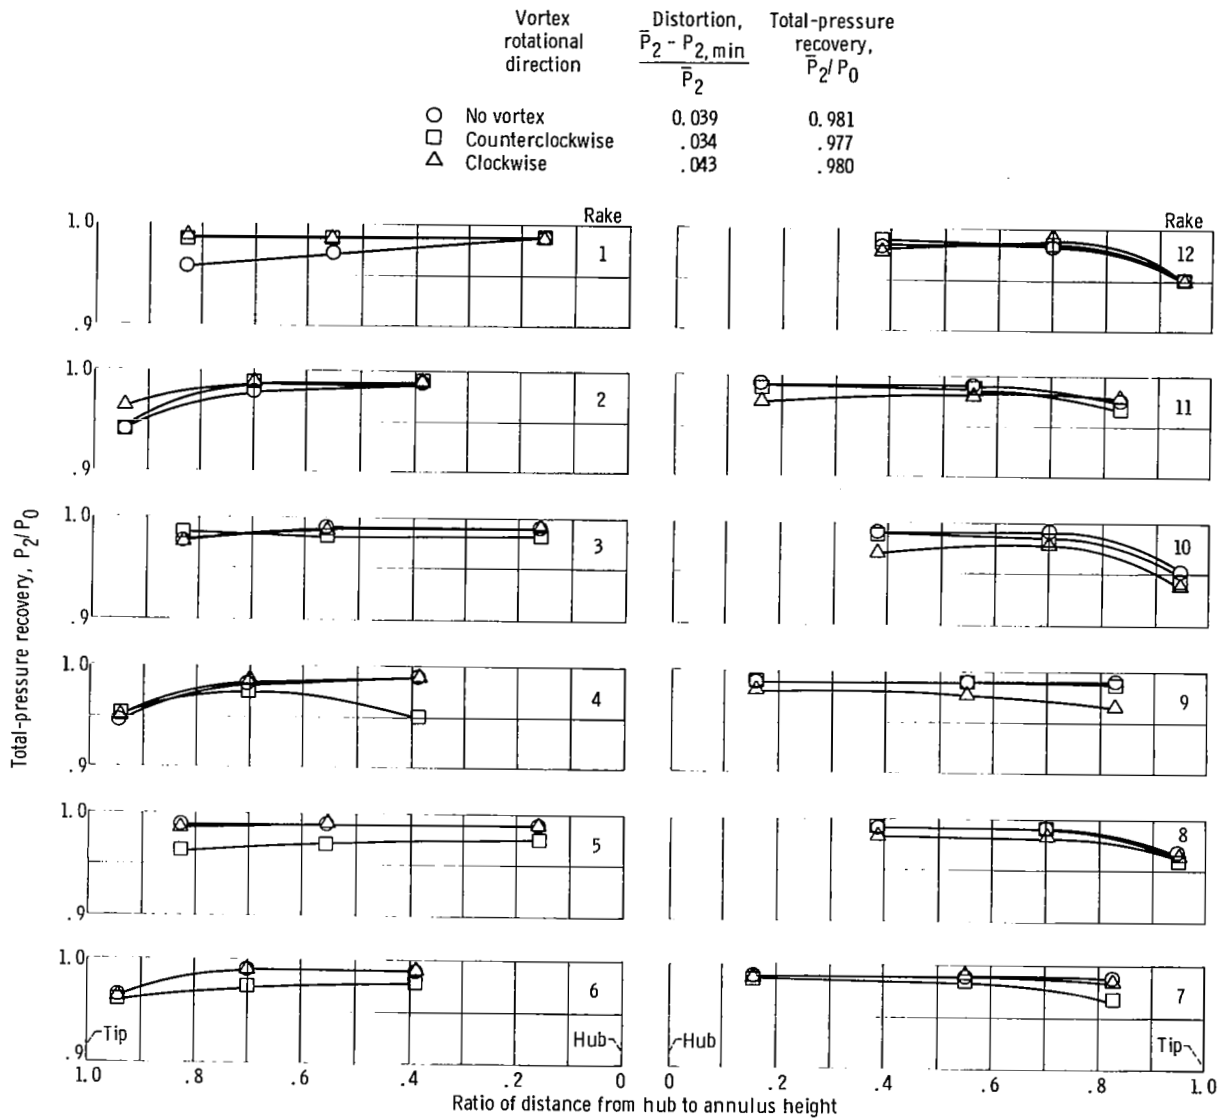 Vortex rotational direction
Distortion, P̄2 - P2, min / P̄2
Total-pressure recovery, P̄2/P0
No vortex 0.039 0.981
Counterclockwise .034 .977
Clockwise .043 .980
Rake
Rake
1.0
.9
1
12
1.0
.9
2
11
1.0
.9
3
10
1.0
.9
4
9
1.0
.9
5
8
1.0
.9
6
7
Tip
Hub
Hub
Tip
1.0 .8 .6 .4 .2 0
0 .2 .4 .6 .8 1.0
Total-pressure recovery, P2/P0
Ratio of distance from hub to annulus height